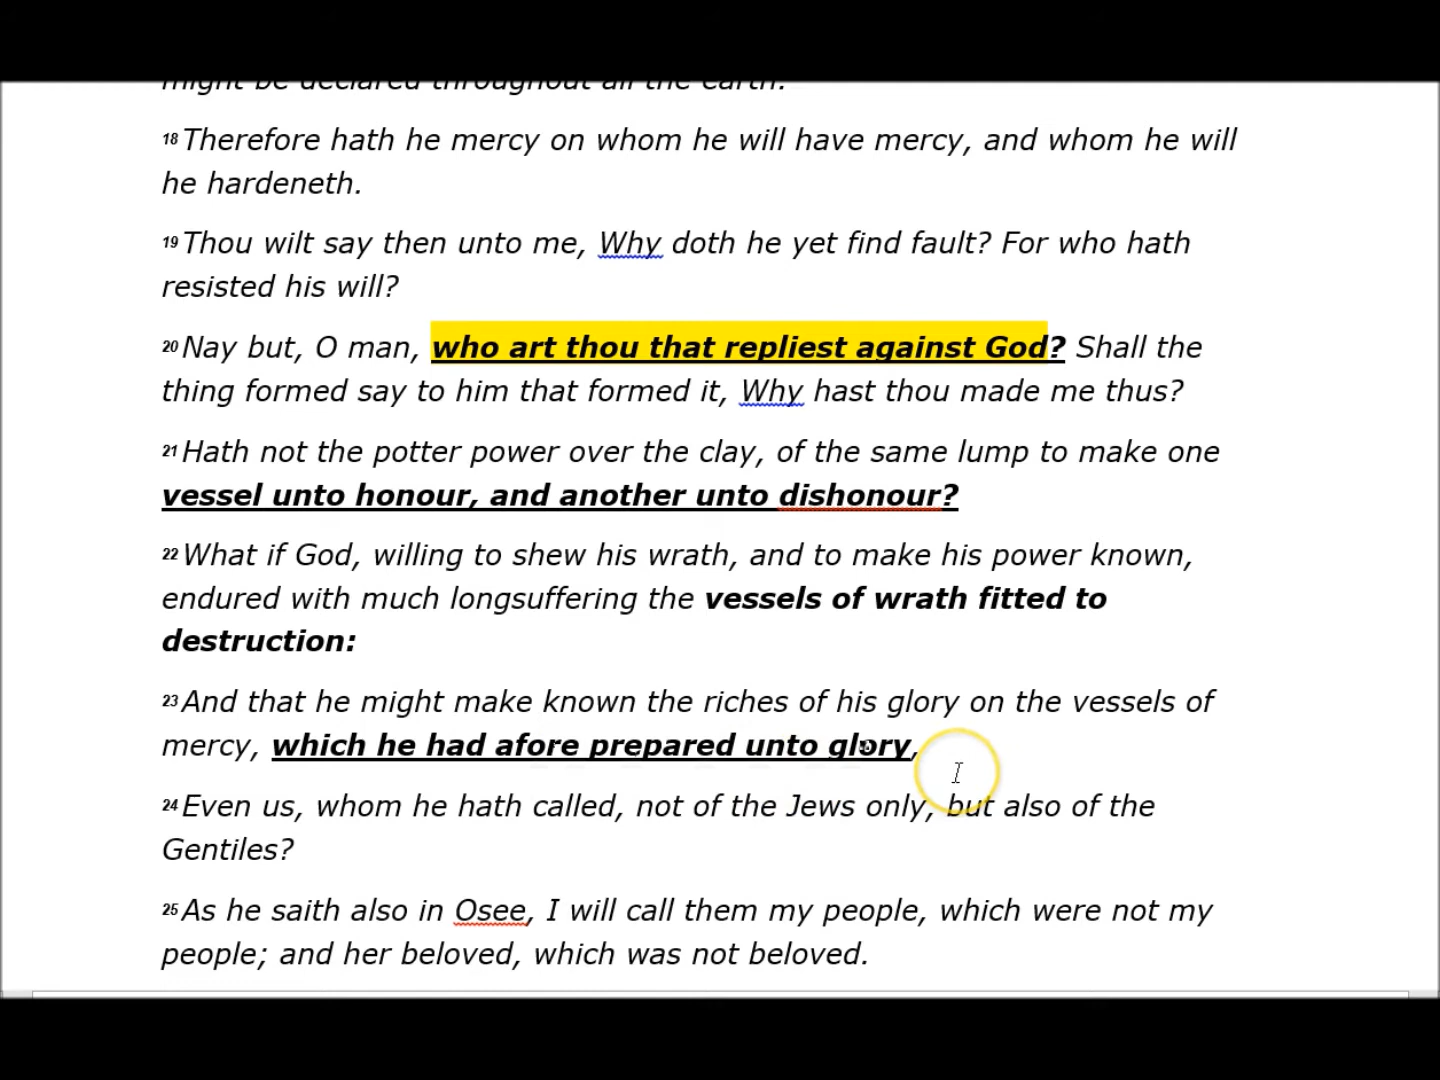 might be declared throughout all the earth.
18 Therefore hath he mercy on whom he will have mercy, and whom he will
he hardeneth.
19 Thou wilt say then unto me, Why doth he yet find fault? For who hath
resisted his will?
20 Nay but, O man, who art thou that repliest against God? Shall the
thing formed say to him that formed it, Why hast thou made me thus?
21 Hath not the potter power over the clay, of the same lump to make one
vessel unto honour, and another unto dishonour?
22 What if God, willing to shew his wrath, and to make his power known,
endured with much longsuffering the vessels of wrath fitted to
destruction:
23 And that he might make known the riches of his glory on the vessels of
mercy, which he had afore prepared unto glory,
24 Even us, whom he hath called, not of the Jews only, but also of the
Gentiles?
25 As he saith also in Osee, I will call them my people, which were not my
people; and her beloved, which was not beloved.